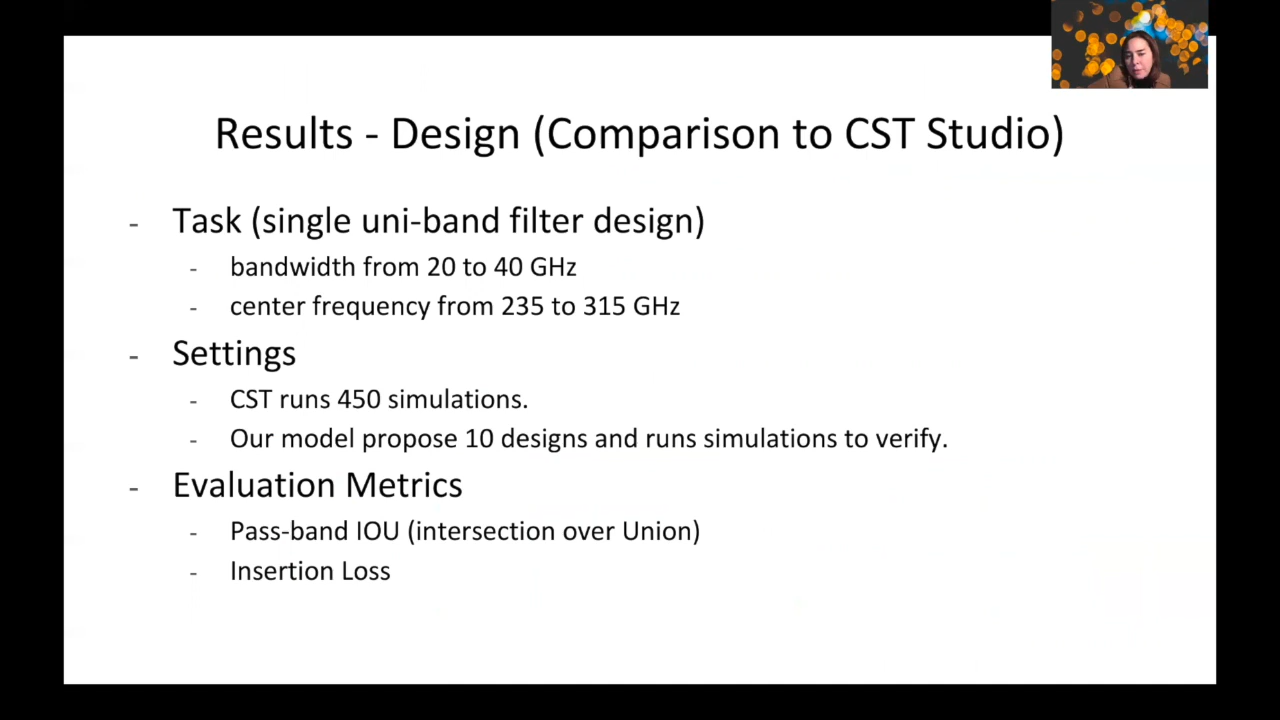 Results - Design (Comparison to CST Studio)
- Task (single uni-band filter design)
- bandwidth from 20 to 40 GHz
- center frequency from 235 to 315 GHz
- Settings
- CST runs 450 simulations.
- Our model propose 10 designs and runs simulations to verify.
- Evaluation Metrics
- Pass-band IOU (intersection over Union)
- Insertion Loss